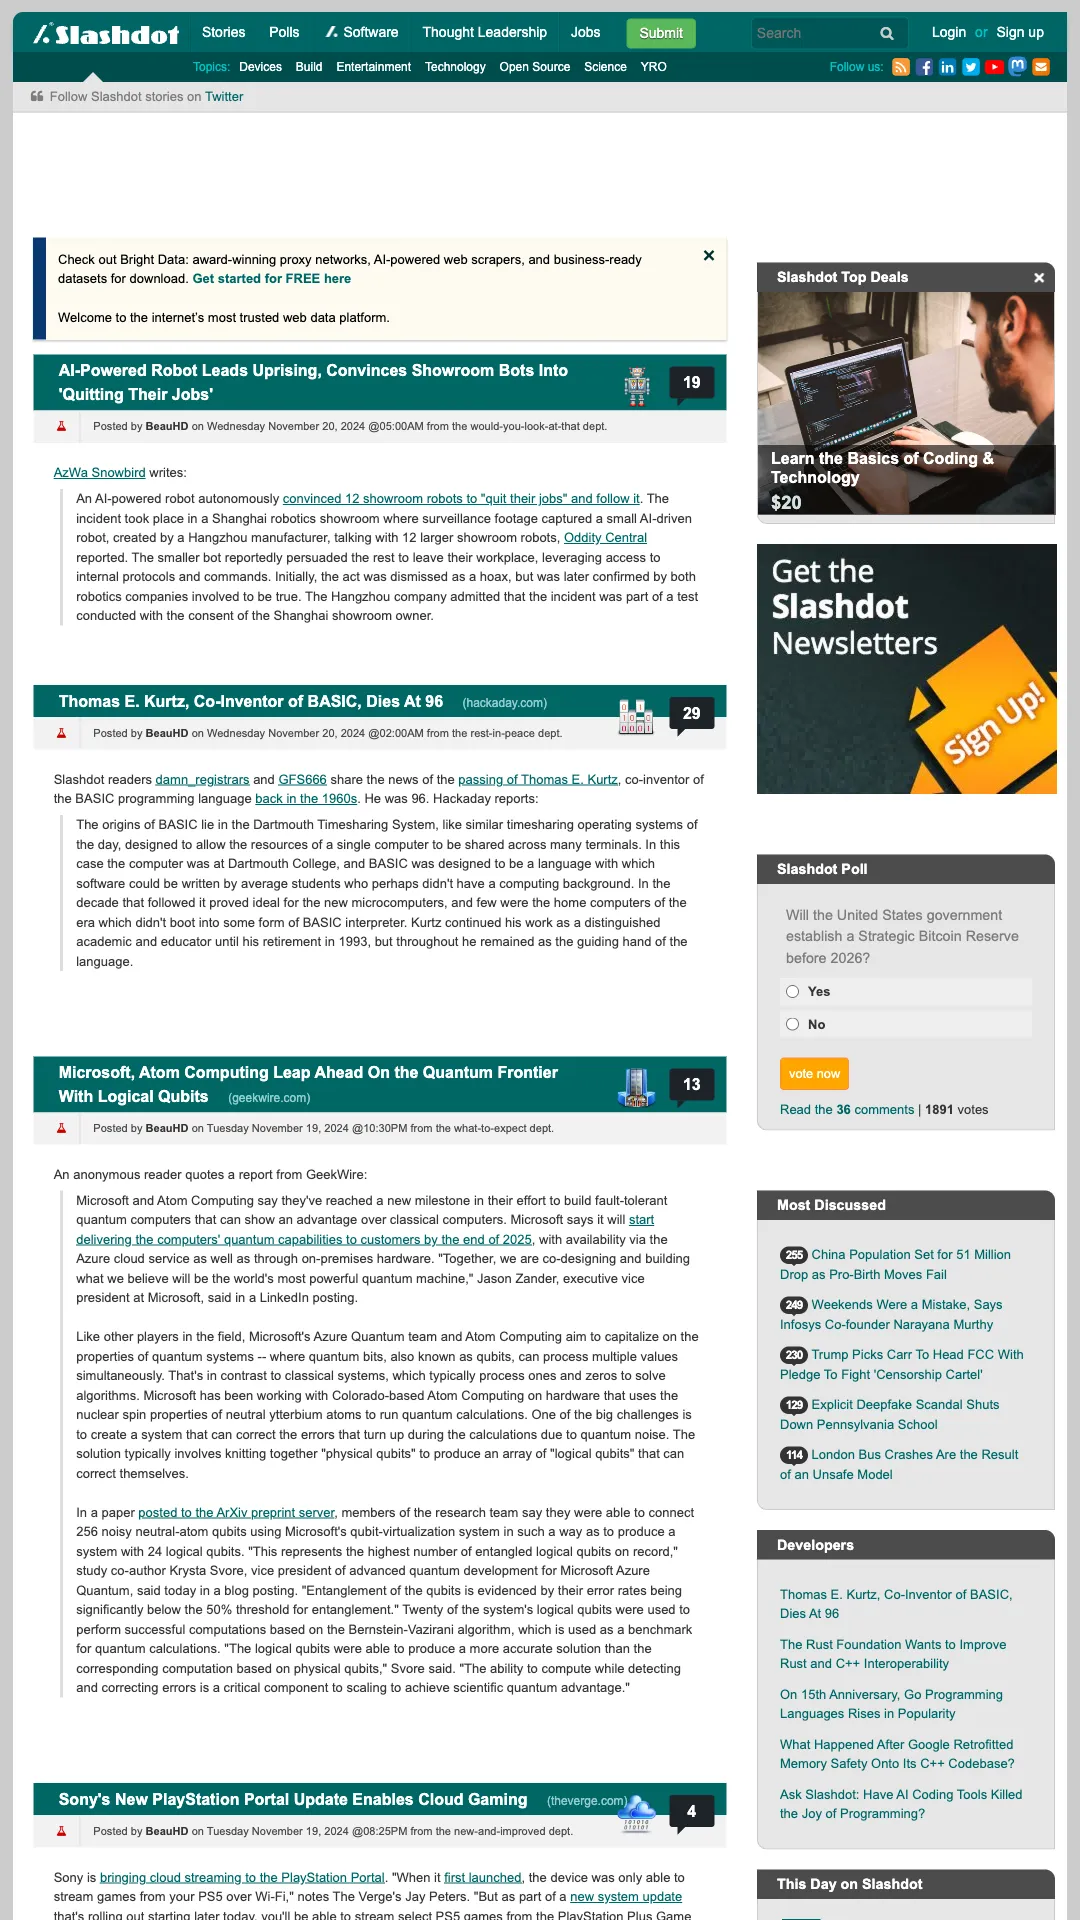 Slashdot
Stories Polls Software Thought Leadership Jobs Submit Search Login or Sign up
Topics: Devices Build Entertainment Technology Open Source Science YRO Follow us:
Follow Slashdot stories on Twitter
Check out Bright Data: award-winning proxy networks, AI-powered web scrapers, and business-ready
datasets for download. Get started for FREE here
Welcome to the internet's most trusted web data platform.
AI-Powered Robot Leads Uprising, Convinces Showroom Bots Into
'Quitting Their Jobs'
19
Posted by BeauHD on Wednesday November 20, 2024 @05:00AM from the would-you-look-at-that dept.
AzWa Snowbird writes:
An AI-powered robot autonomously convinced 12 showroom robots to "quit their jobs" and follow it. The
incident took place in a Shanghai robotics showroom where surveillance footage captured a small AI-driven
robot, created by a Hangzhou manufacturer, talking with 12 larger showroom robots, Oddity Central
reported. The smaller bot reportedly persuaded the rest to leave their workplace, leveraging access to
internal protocols and commands. Initially, the act was dismissed as a hoax, but was later confirmed by both
robotics companies involved to be true. The Hangzhou company admitted that the incident was part of a test
conducted with the consent of the Shanghai showroom owner.
Thomas E. Kurtz, Co-Inventor of BASIC, Dies At 96 (hackaday.com)
29
Posted by BeauHD on Wednesday November 20, 2024 @02:00AM from the rest-in-peace dept.
Slashdot readers damn_registrars and GFS666 share the news of the passing of Thomas E. Kurtz, co-inventor of
the BASIC programming language back in the 1960s. He was 96. Hackaday reports:
The origins of BASIC lie in the Dartmouth Timesharing System, like similar timesharing operating systems of
the day, designed to allow the resources of a single computer to be shared across many terminals. In this
case the computer was at Dartmouth College, and BASIC was designed to be a language with which
software could be written by average students who perhaps didn't have a computing background. In the
decade that followed it proved ideal for the new microcomputers, and few were the home computers of the
era which didn't boot into some form of BASIC interpreter. Kurtz continued his work as a distinguished
academic and educator until his retirement in 1993, but throughout he remained as the guiding hand of the
language.
Microsoft, Atom Computing Leap Ahead On the Quantum Frontier
With Logical Qubits (geekwire.com)
13
Posted by BeauHD on Tuesday November 19, 2024 @10:30PM from the what-to-expect dept.
An anonymous reader quotes a report from GeekWire:
Microsoft and Atom Computing say they've reached a new milestone in their effort to build fault-tolerant
quantum computers that can show an advantage over classical computers. Microsoft says it will start
delivering the computers' quantum capabilities to customers by the end of 2025, with availability via the
Azure cloud service as well as through on-premises hardware. "Together, we are co-designing and building
what we believe will be the world's most powerful quantum machine," Jason Zander, executive vice
president at Microsoft, said in a LinkedIn posting.
Like other players in the field, Microsoft's Azure Quantum team and Atom Computing aim to capitalize on the
properties of quantum systems -- where quantum bits, also known as qubits, can process multiple values
simultaneously. That's in contrast to classical systems, which typically process ones and zeros to solve
algorithms. Microsoft has been working with Colorado-based Atom Computing on hardware that uses the
nuclear spin properties of neutral ytterbium atoms to run quantum calculations. One of the big challenges is
to create a system that can correct the errors that turn up during the calculations due to quantum noise. The
solution typically involves knitting together "physical qubits" to produce an array of "logical qubits" that can
correct themselves.
In a paper posted to the ArXiv preprint server, members of the research team say they were able to connect
256 noisy neutral-atom qubits using Microsoft's qubit-virtualization system in such a way as to produce a
system with 24 logical qubits. "This represents the highest number of entangled logical qubits on record,"
study co-author Krysta Svore, vice president of advanced quantum development for Microsoft Azure
Quantum, said today in a blog posting. "Entanglement of the qubits is evidenced by their error rates being
significantly below the 50% threshold for entanglement." Twenty of the system's logical qubits were used to
perform successful computations based on the Bernstein-Vazirani algorithm, which is used as a benchmark
for quantum calculations. "The logical qubits were able to produce a more accurate solution than the
corresponding computation based on physical qubits," Svore said. "The ability to compute while detecting
and correcting errors is a critical component to scaling to achieve scientific quantum advantage."
Sony's New PlayStation Portal Update Enables Cloud Gaming (theverge.com)
4
Posted by BeauHD on Tuesday November 19, 2024 @08:25PM from the new-and-improved dept.
Sony is bringing cloud streaming to the PlayStation Portal. "When it first launched, the device was only able to
stream games from your PS5 over Wi-Fi," notes The Verge's Jay Peters. "But as part of a new system update
that's rolling out starting later today, you'll be able to stream select PS5 games from the PlayStation Plus Game
Slashdot Top Deals
Learn the Basics of Coding &
Technology
$20
Get the
Slashdot
Newsletters
Sign Up!
Slashdot Poll
Will the United States government
establish a Strategic Bitcoin Reserve
before 2026?
Yes
No
vote now
Read the 36 comments | 1891 votes
Most Discussed
255 China Population Set for 51 Million
Drop as Pro-Birth Moves Fail
249 Weekends Were a Mistake, Says
Infosys Co-founder Narayana Murthy
230 Trump Picks Carr To Head FCC With
Pledge To Fight 'Censorship Cartel'
129 Explicit Deepfake Scandal Shuts
Down Pennsylvania School
114 London Bus Crashes Are the Result
of an Unsafe Model
Developers
Thomas E. Kurtz, Co-Inventor of BASIC,
Dies At 96
The Rust Foundation Wants to Improve
Rust and C++ Interoperability
On 15th Anniversary, Go Programming
Languages Rises in Popularity
What Happened After Google Retrofitted
Memory Safety Onto Its C++ Codebase?
Ask Slashdot: Have AI Coding Tools Killed
the Joy of Programming?
This Day on Slashdot